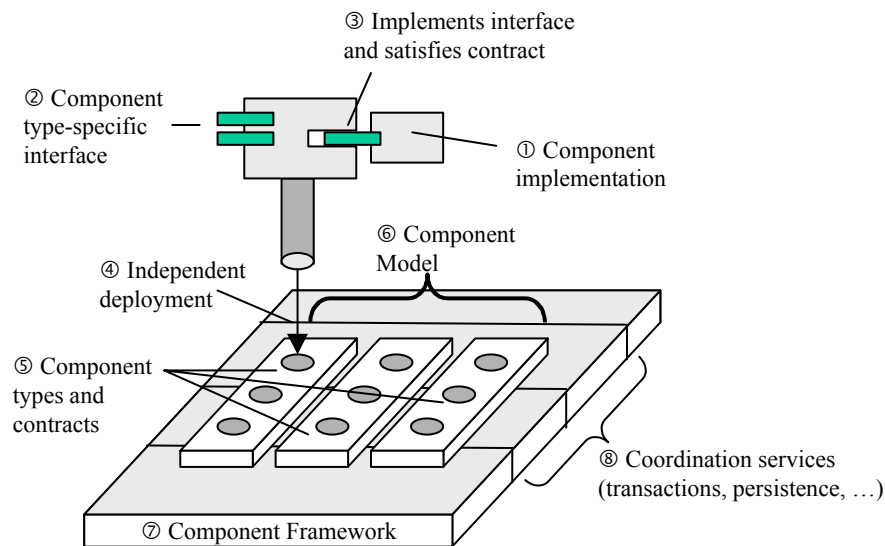 ③ Implements interface
and satisfies contract
② Component
type-specific
interface
① Component
implementation
⑥ Component
Model
④ Independent
deployment
⑤ Component
types and
contracts
⑧ Coordination services
(transactions, persistence, …)
⑦ Component Framework